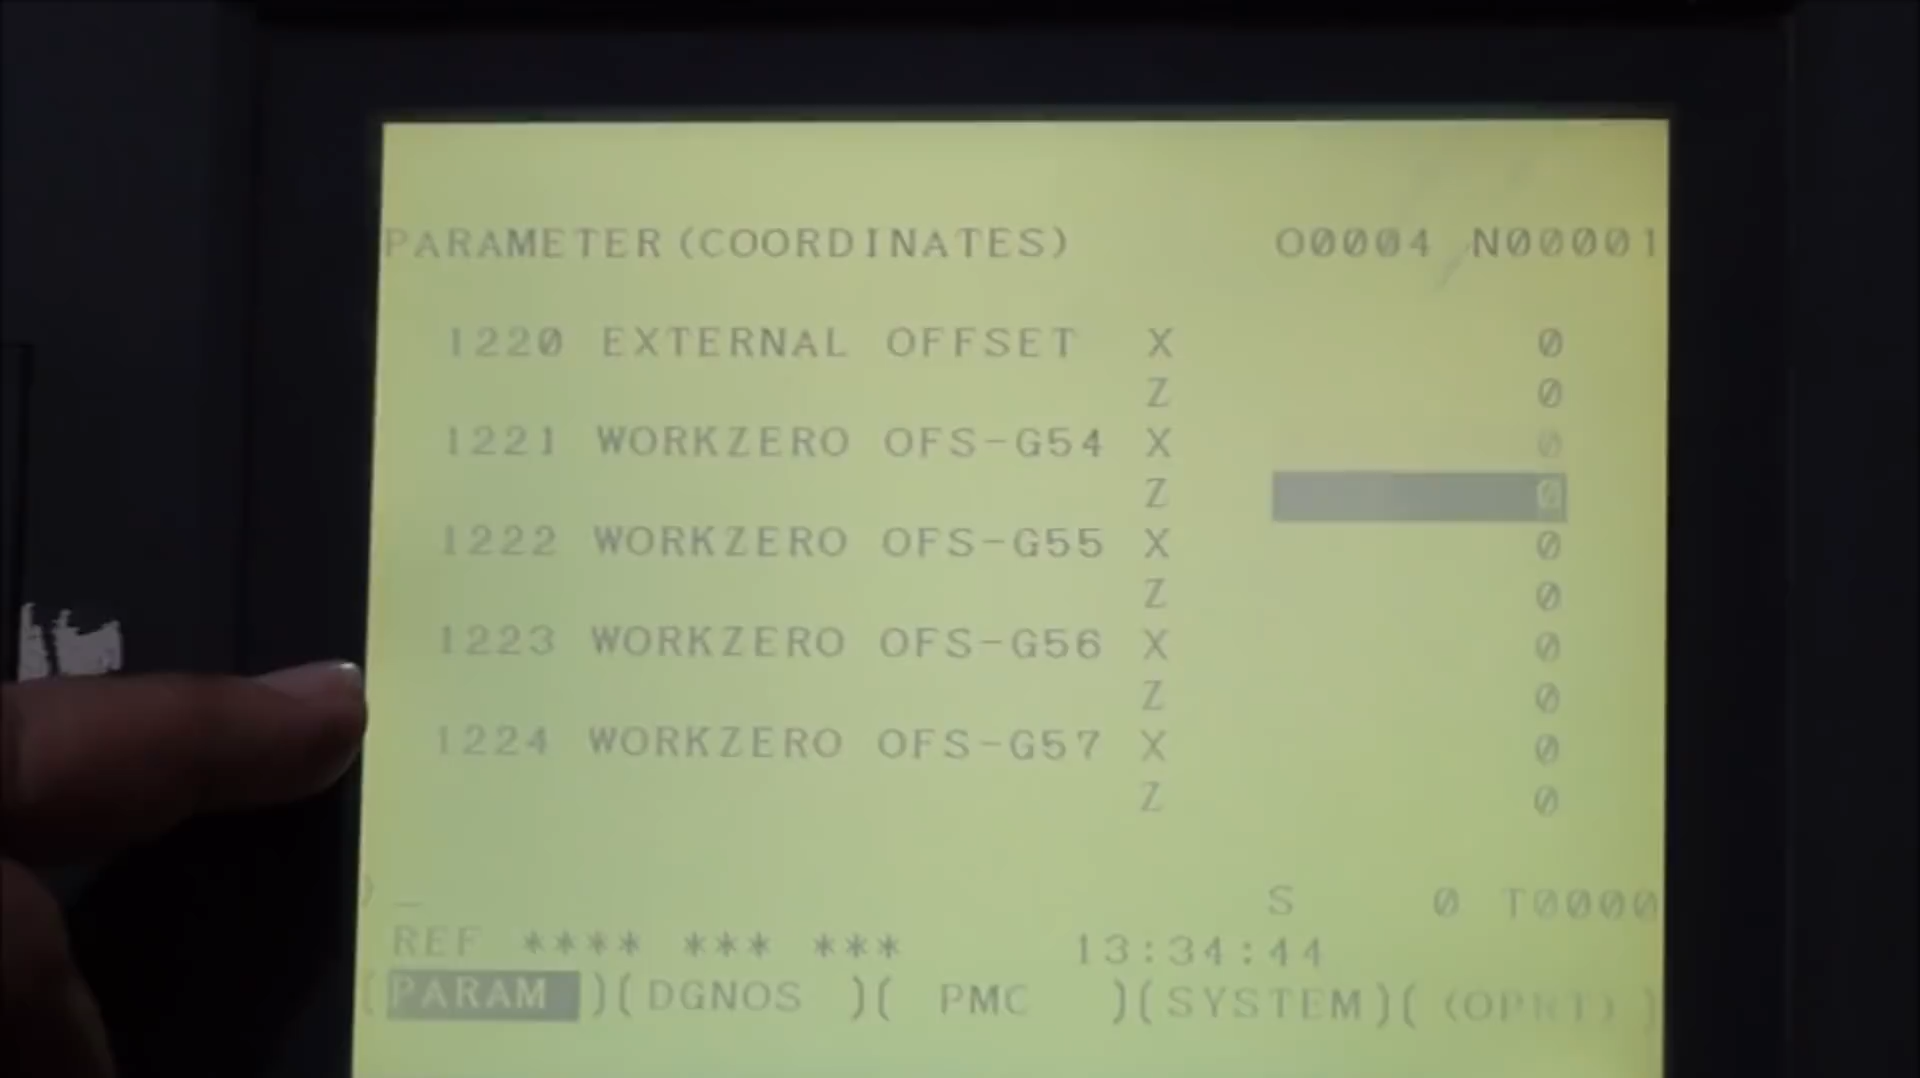 PARAMETER (COORDINATES) O0004 N00001
1220 EXTERNAL OFFSET X 0
Z 0
1221 WORKZERO OFS-G54 X 0
Z 0
1222 WORKZERO OFS-G55 X 0
Z 0
1223 WORKZERO OFS-G56 X 0
Z 0
1224 WORKZERO OFS-G57 X 0
Z 0
>_ S 0 T0000
REF **** *** *** 13:34:44
(PARAM )(DGNOS )( PMC )(SYSTEM)( (OPRT) )